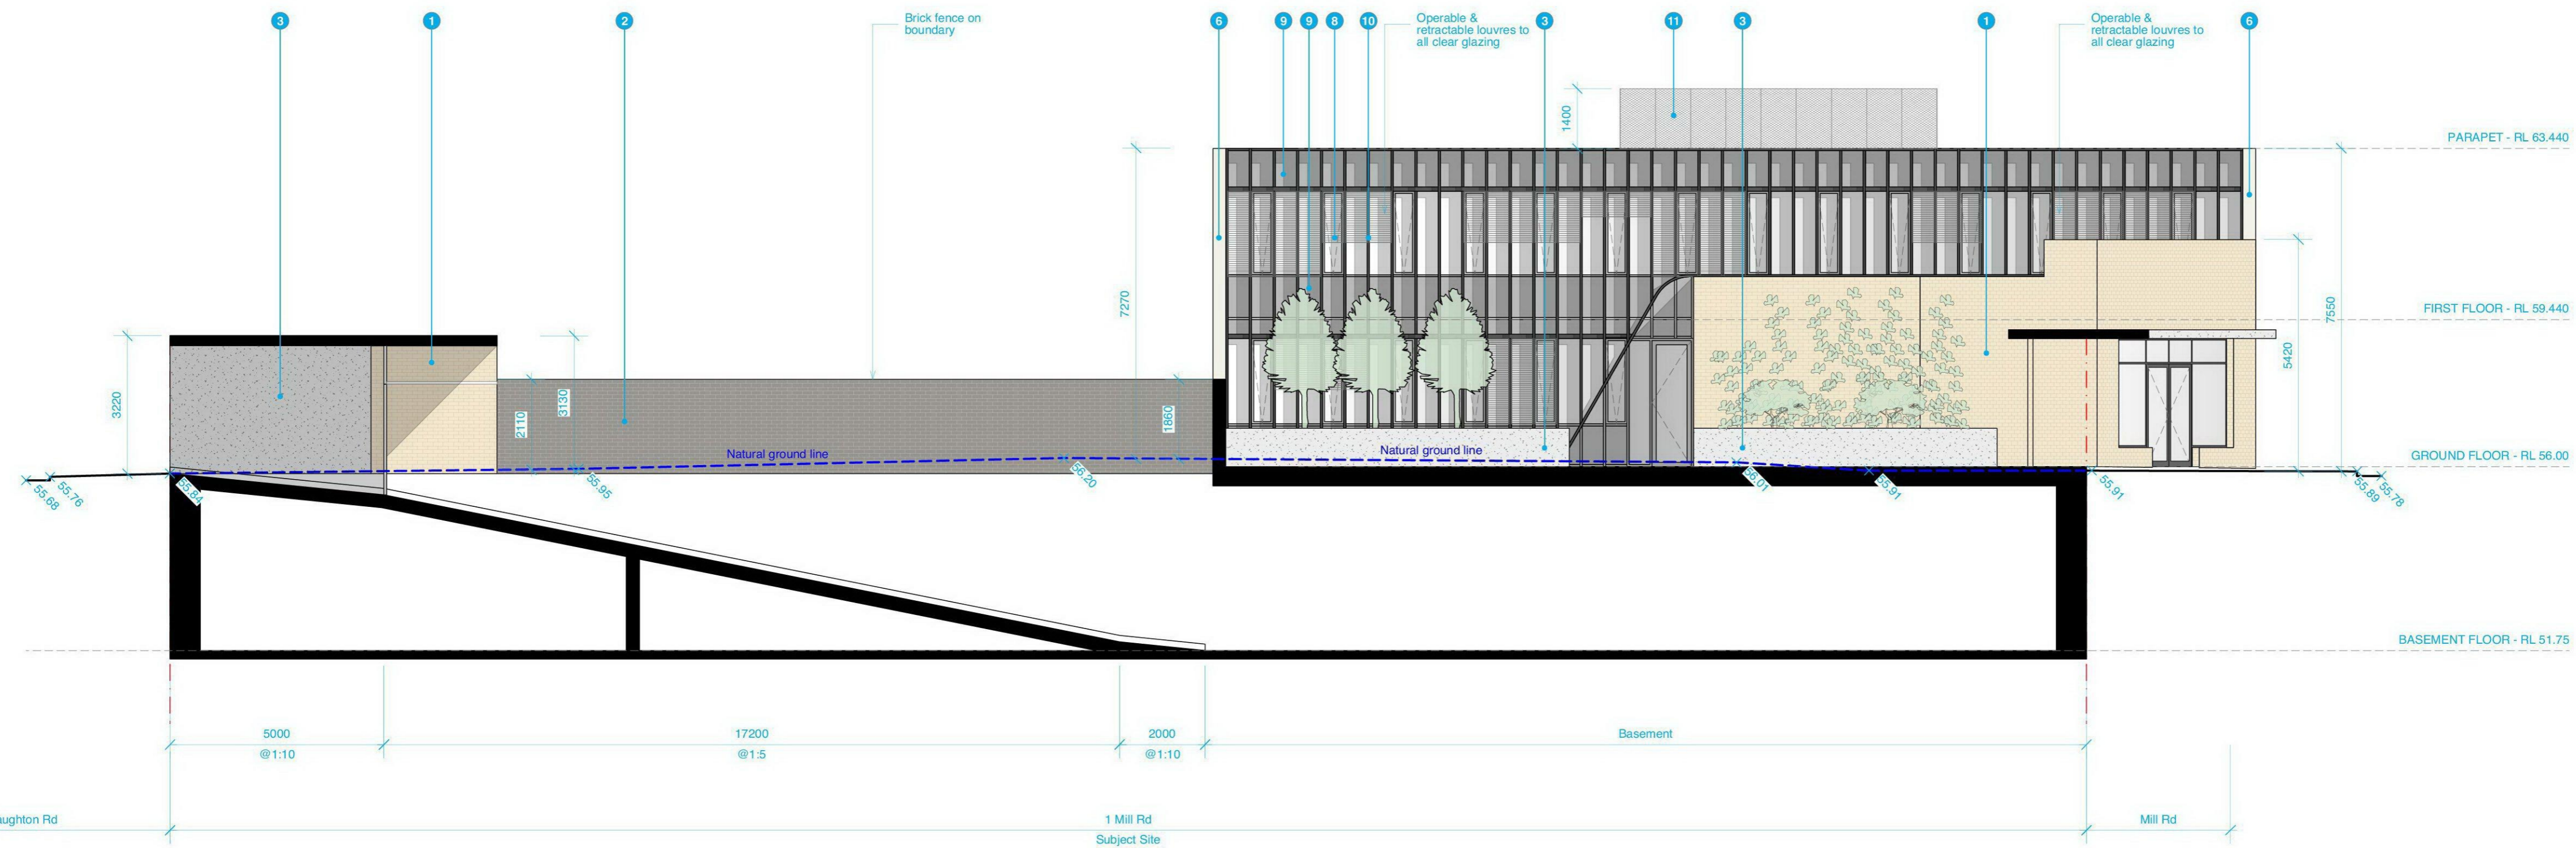 3
1
2
Brick fence on
boundary
6
9
9
8
10
Operable &
retractable louvres to
all clear glazing
3
11
3
1
Operable &
retractable louvres to
all clear glazing
6
1400
PARAPET - RL 63.440
7270
7550
FIRST FLOOR - RL 59.440
5420
3220
3130
2110
1860
Natural ground line
Natural ground line
GROUND FLOOR - RL 56.00
55.68
55.76
55.84
55.95
56.20
56.01
55.91
55.91
55.89
55.78
BASEMENT FLOOR - RL 51.75
5000
@1:10
17200
@1:5
2000
@1:10
Basement
aughton Rd
1 Mill Rd
Subject Site
Mill Rd